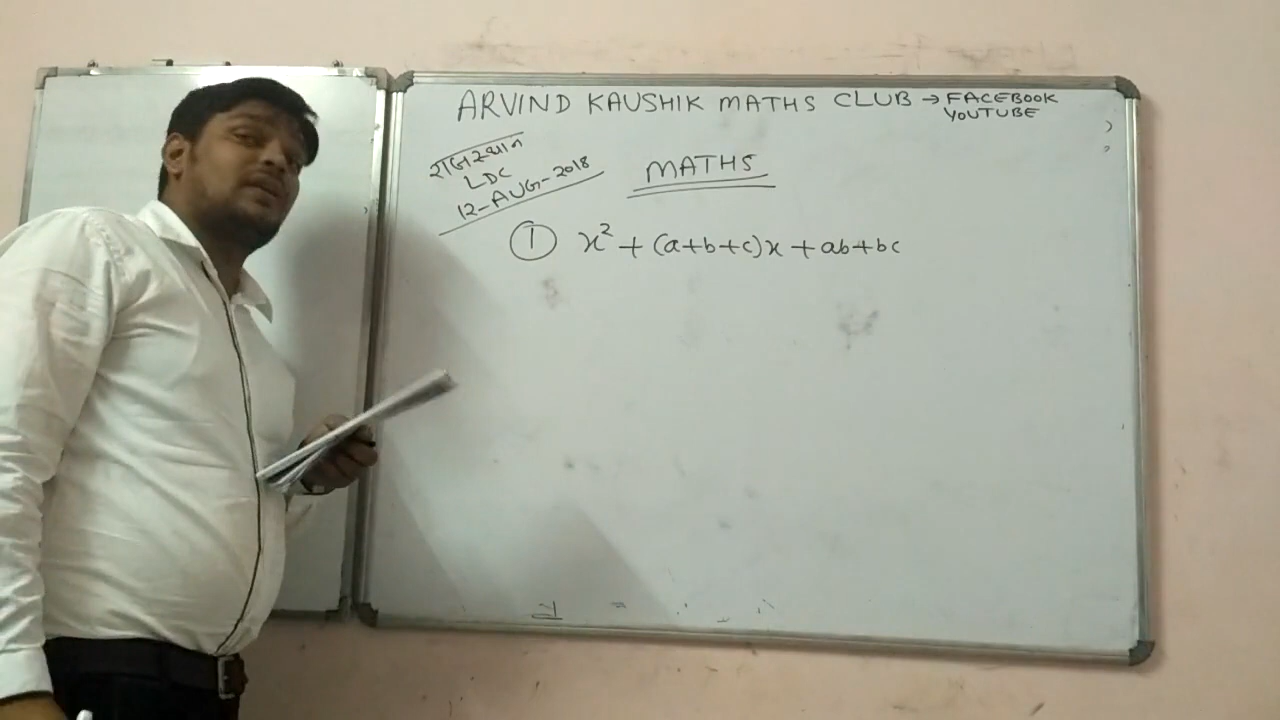 ARVIND KAUSHIK MATHS CLUB → FACEBOOK
YOUTUBE
राजस्थान
LDC
12-AUG-2018
MATHS
① x² + (a+b+c)x + ab+bc